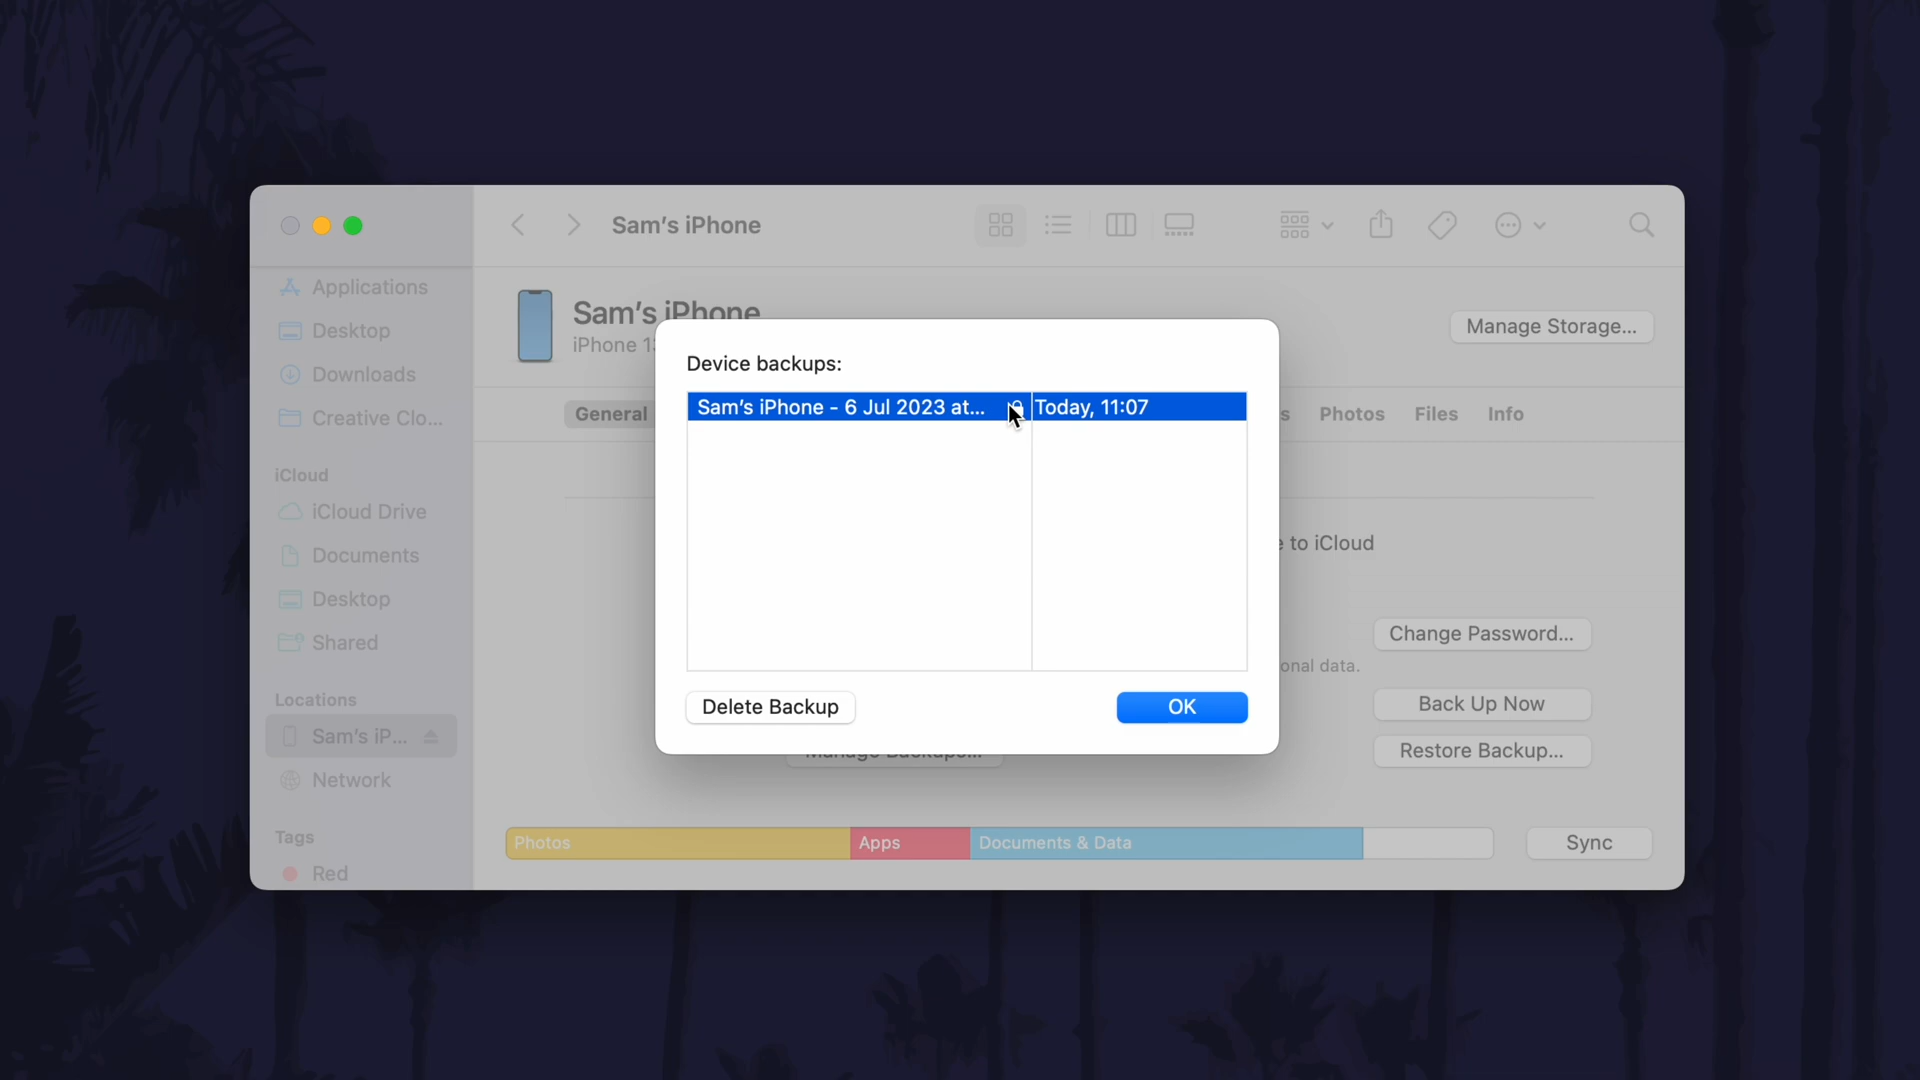 Sam's iPhone
Applications
Desktop
Downloads
Creative Clo...
iCloud
iCloud Drive
Documents
Desktop
Shared
Locations
Sam's iP...
Network
Tags
Red
Sam's iPhone
iPhone
Manage Storage...
General
Photos
Files
Info
Device backups:
Sam's iPhone - 6 Jul 2023 at...
Today, 11:07
Delete Backup
OK
to iCloud
Change Password...
onal data.
Back Up Now
Manage Backups...
Restore Backup...
Photos
Apps
Documents & Data
Sync